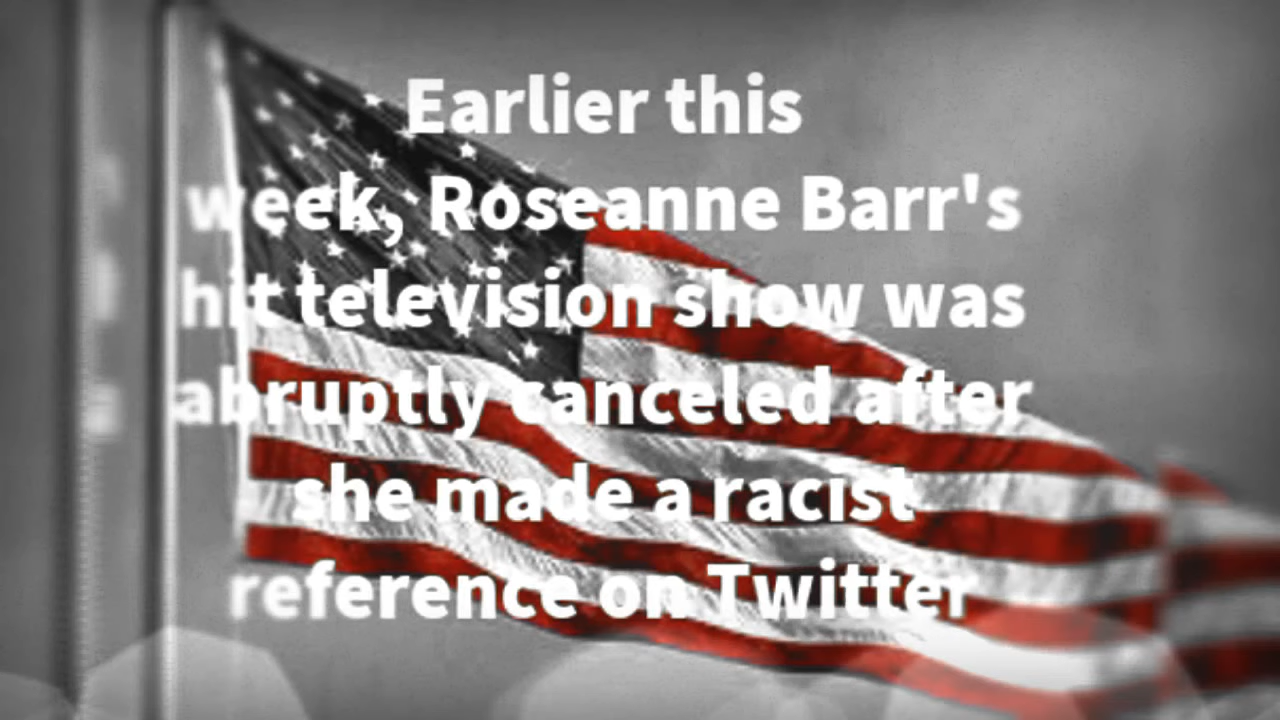 Earlier this
week, Roseanne Barr's
hit television show was
abruptly canceled after
she made a racist
reference on Twitter